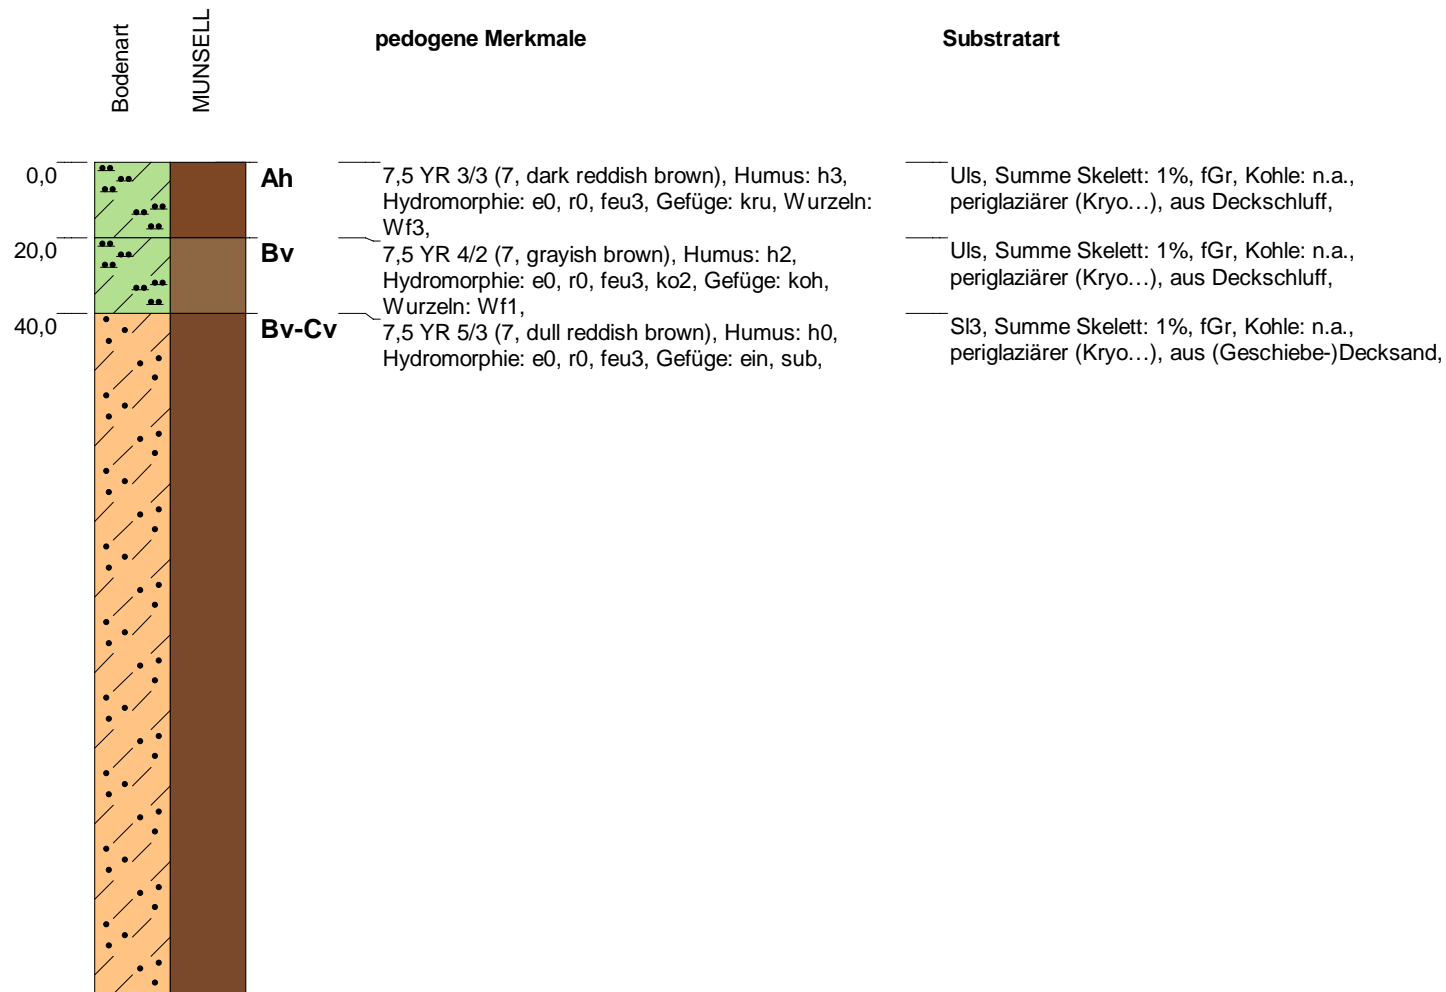 Bodenart
MUNSELL
pedogene Merkmale
Substratart
0,0
Ah
7,5 YR 3/3 (7, dark reddish brown), Humus: h3,
Hydromorphie: e0, r0, feu3, Gefüge: kru, Wurzeln:
Wf3,
Uls, Summe Skelett: 1%, fGr, Kohle: n.a.,
periglaziärer (Kryo…), aus Deckschluff,
20,0
Bv
7,5 YR 4/2 (7, grayish brown), Humus: h2,
Hydromorphie: e0, r0, feu3, ko2, Gefüge: koh,
Wurzeln: Wf1,
Uls, Summe Skelett: 1%, fGr, Kohle: n.a.,
periglaziärer (Kryo…), aus Deckschluff,
40,0
Bv-Cv
7,5 YR 5/3 (7, dull reddish brown), Humus: h0,
Hydromorphie: e0, r0, feu3, Gefüge: ein, sub,
Sl3, Summe Skelett: 1%, fGr, Kohle: n.a.,
periglaziärer (Kryo…), aus (Geschiebe-)Decksand,